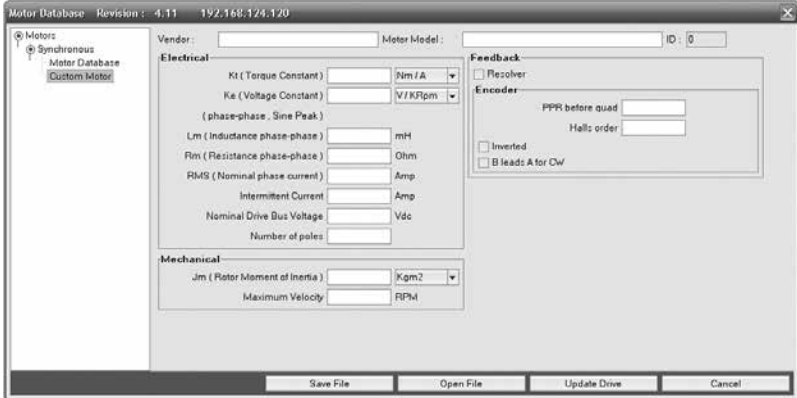 Motor Database Revision : 4.11 192.168.124.120
Motors
Synchronous
Motor Database
Custom Motor
Vendor :
Motor Model :
ID : 0
Electrical
Kt ( Torque Constant )
Nm / A
Ke ( Voltage Constant )
V / KRpm
( phase-phase , Sine Peak )
Lm ( Inductance phase-phase )
mH
Rm ( Resistance phase-phase )
Ohm
RMS ( Nominal phase current )
Amp
Intermittent Current
Amp
Nominal Drive Bus Voltage
Vdc
Number of poles
Mechanical
Jm ( Rotor Moment of Inertia )
Kgm2
Maximum Velocity
RPM
Feedback
Resolver
Encoder
PPR before quad
Halls order
Inverted
B leads A for CW
Save File
Open File
Update Drive
Cancel